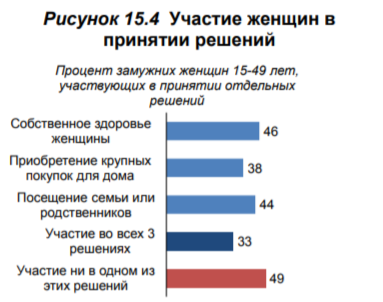 Рисунок 15.4 Участие женщин в
принятии решений
Процент замужних женщин 15-49 лет,
участвующих в принятии отдельных
решений
Собственное здоровье
женщины
46
Приобретение крупных
покупок для дома
38
Посещение семьи или
родственников
44
Участие во всех 3
решениях
33
Участие ни в одном из
этих решений
49